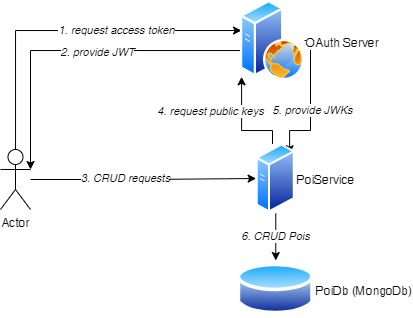 1. request access token
OAuth Server
2. provide JWT
4. request public keys
5. provide JWKs
3. CRUD requests
PoiService
Actor
6. CRUD Pois
PoiDb (MongoDb)